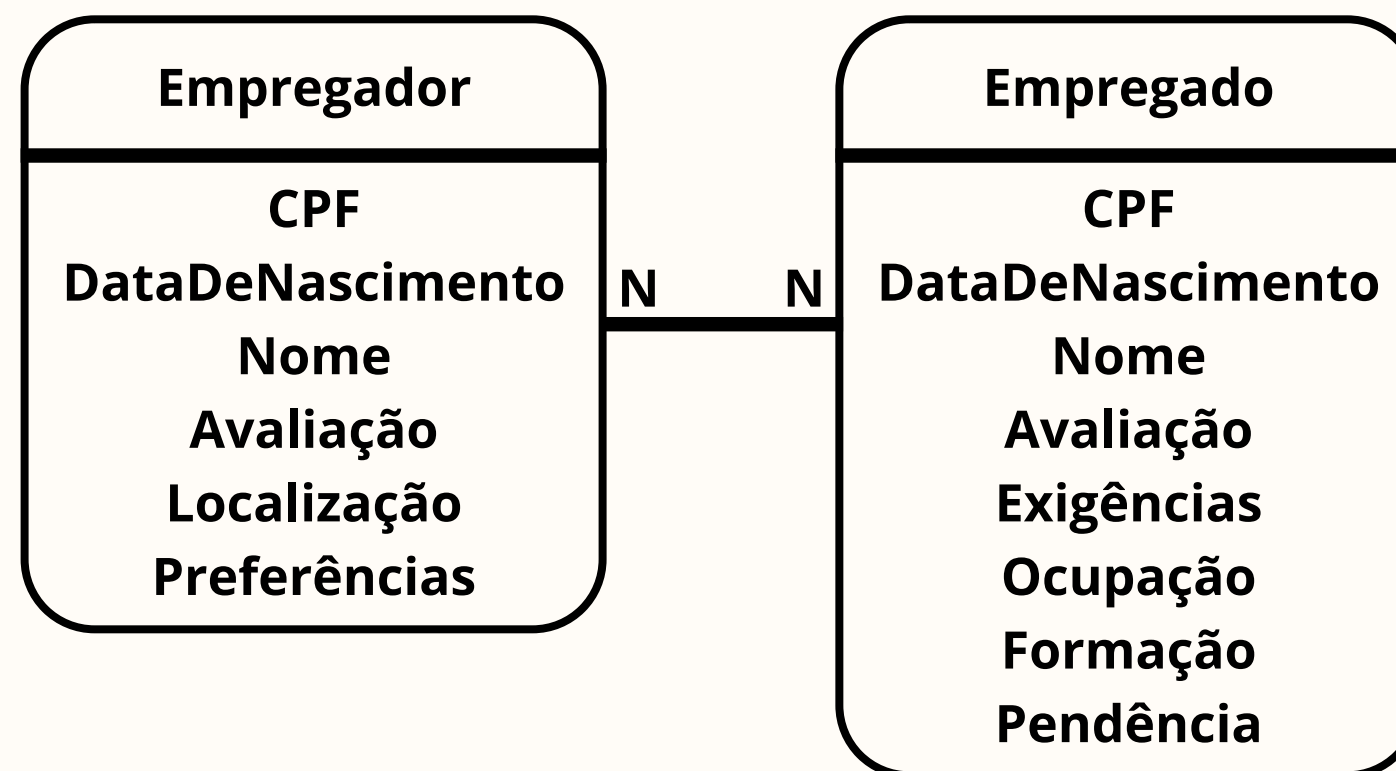 Empregador
CPF
DataDeNascimento
Nome
Avaliação
Localização
Preferências
N
N
Empregado
CPF
DataDeNascimento
Nome
Avaliação
Exigências
Ocupação
Formação
Pendência